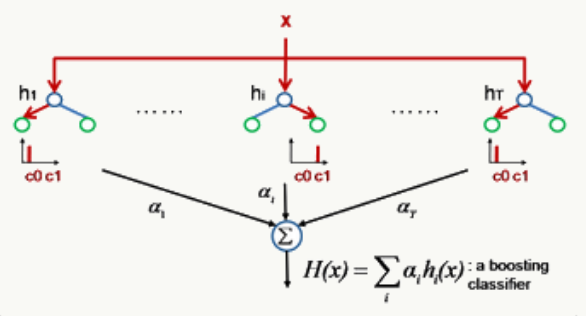 x
h1 hi hT
...... ......
c0 c1 c0 c1 c0 c1
α1 αi αT
Σ
H(x) = Σ αi hi(x) : a boosting
i classifier